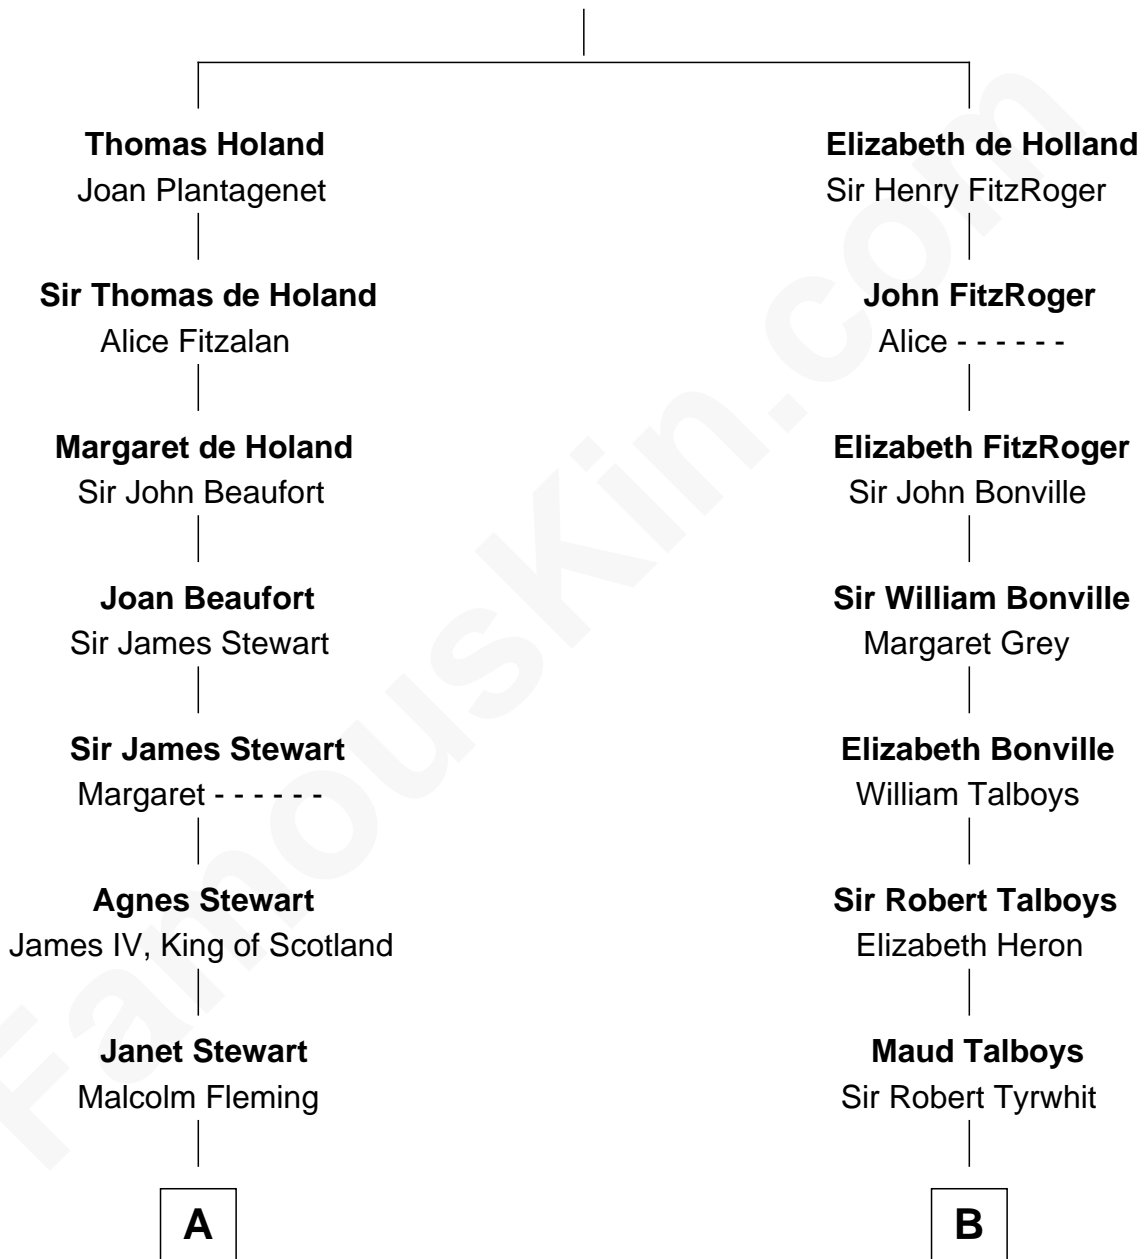 Thomas Holand
Joan Plantagenet
Sir Thomas de Holand
Alice Fitzalan
Margaret de Holand
Sir John Beaufort
Joan Beaufort
Sir James Stewart
Sir James Stewart
Margaret - - - - - -
Agnes Stewart
James IV, King of Scotland
Janet Stewart
Malcolm Fleming
A
Elizabeth de Holland
Sir Henry FitzRoger
John FitzRoger
Alice - - - - - -
Elizabeth FitzRoger
Sir John Bonville
Sir William Bonville
Margaret Grey
Elizabeth Bonville
William Talboys
Sir Robert Talboys
Elizabeth Heron
Maud Talboys
Sir Robert Tyrwhit
B
FamousKin.com